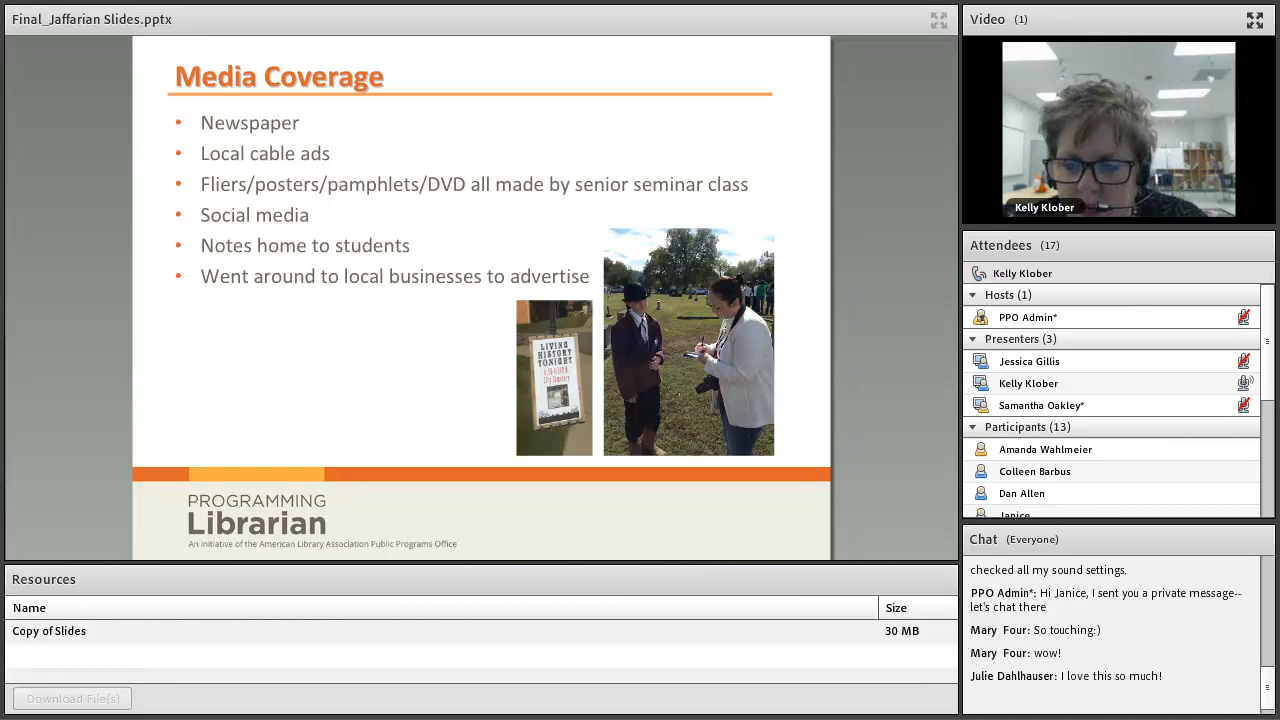 Final_Jaffarian Slides.pptx
Media Coverage
• Newspaper
• Local cable ads
• Fliers/posters/pamphlets/DVD all made by senior seminar class
• Social media
• Notes home to students
• Went around to local businesses to advertise
LIVING
HISTORY
TONIGHT
City Cemetery
PROGRAMMING
Librarian
An initiative of the American Library Association Public Programs Office
Resources
Name Size
Copy of Slides 30 MB
Download File(s)
Video (1)
Kelly Klober
Attendees (17)
Kelly Klober
Hosts (1)
PPO Admin*
Presenters (3)
Jessica Gillis
Kelly Klober
Samantha Oakley*
Participants (13)
Amanda Wahlmeier
Colleen Barbus
Dan Allen
Janice
Chat (Everyone)
checked all my sound settings.
PPO Admin*: Hi Janice, I sent you a private message--
let's chat there
Mary Four: So touching:)
Mary Four: wow!
Julie Dahlhauser: I love this so much!